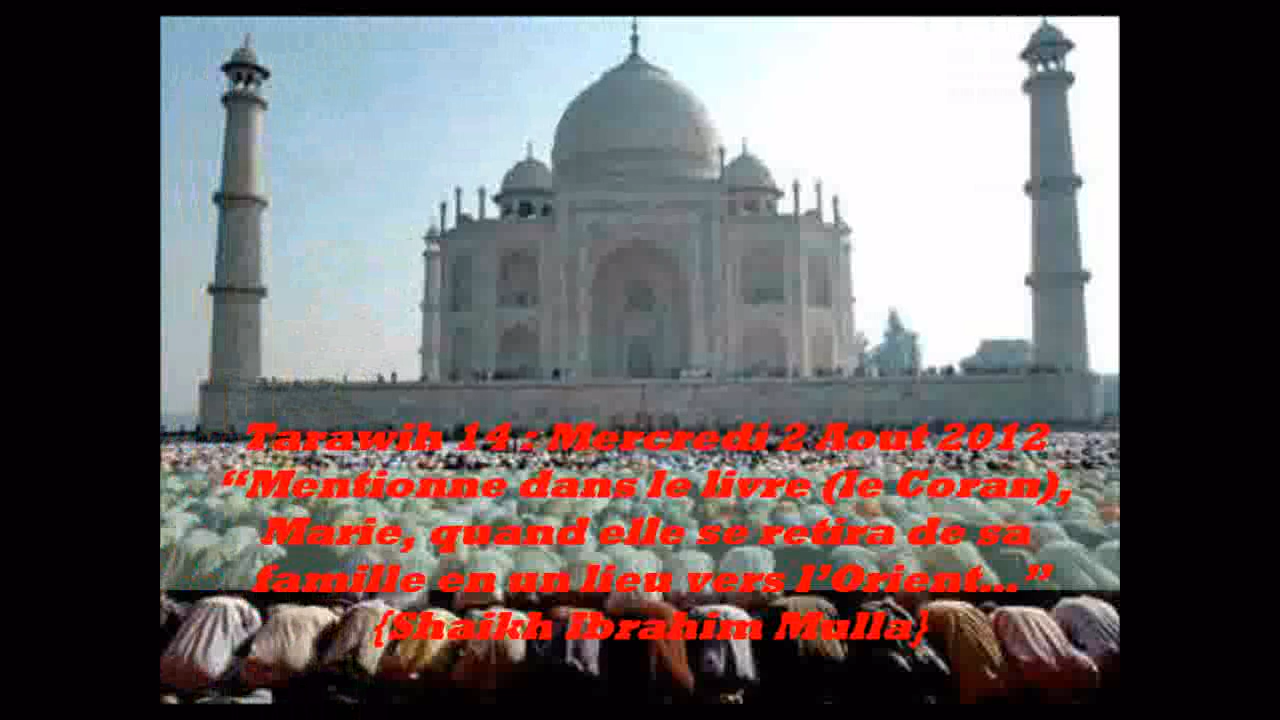 Tarawih 14 : Mercredi 2 Aout 2012
“Mentionne dans le livre (le Coran),
Marie, quand elle se retira de sa
famille en un lieu vers l’Orient...”
{Shaikh Ibrahim Mulla}